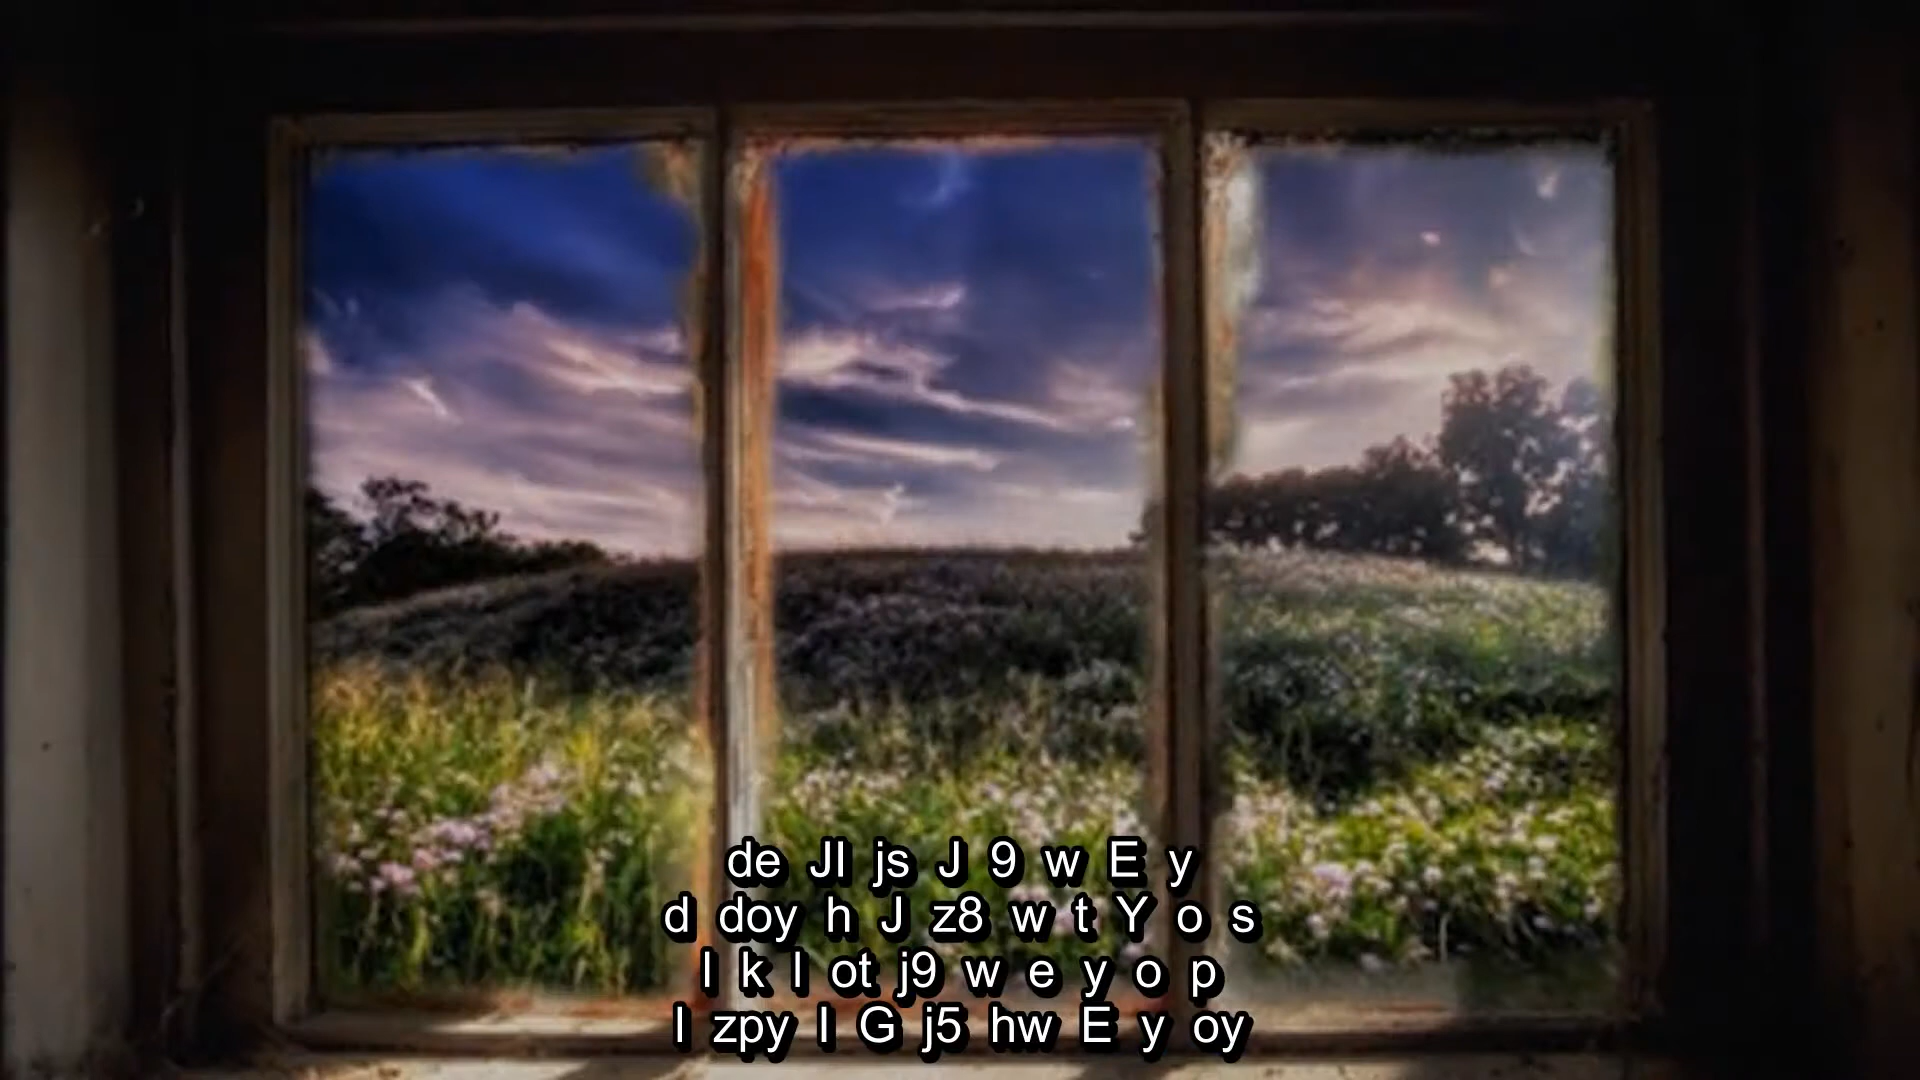 de JI js J 9 w E y
d doy h J z8 w t Y o s
l k l ot j9 w e y o p
l zpy l G j5 hw E y oy